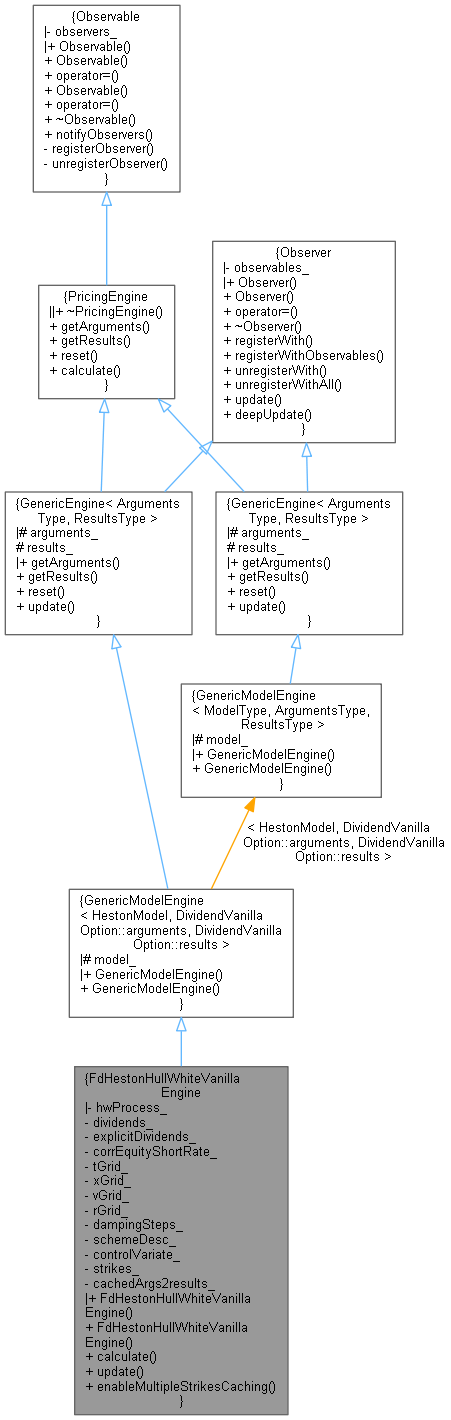 {Observable
|- observers_
|+ Observable()
+ Observable()
+ operator=()
+ Observable()
+ operator=()
+ ~Observable()
+ notifyObservers()
- registerObserver()
- unregisterObserver()
}
{Observer
|- observables_
|+ Observer()
+ Observer()
+ operator=()
+ ~Observer()
+ registerWith()
+ registerWithObservables()
+ unregisterWith()
+ unregisterWithAll()
+ update()
+ deepUpdate()
}
{PricingEngine
||+ ~PricingEngine()
+ getArguments()
+ getResults()
+ reset()
+ calculate()
}
{GenericEngine< Arguments
Type, ResultsType >
|# arguments_
# results_
|+ getArguments()
+ getResults()
+ reset()
+ update()
}
{GenericEngine< Arguments
Type, ResultsType >
|# arguments_
# results_
|+ getArguments()
+ getResults()
+ reset()
+ update()
}
{GenericModelEngine
< ModelType, ArgumentsType,
ResultsType >
|# model_
|+ GenericModelEngine()
+ GenericModelEngine()
}
< HestonModel, DividendVanilla
Option::arguments, DividendVanilla
Option::results >
{GenericModelEngine
< HestonModel, DividendVanilla
Option::arguments, DividendVanilla
Option::results >
|# model_
|+ GenericModelEngine()
+ GenericModelEngine()
}
{FdHestonHullWhiteVanilla
Engine
|- hwProcess_
- dividends_
- explicitDividends_
- corrEquityShortRate_
- tGrid_
- xGrid_
- vGrid_
- rGrid_
- dampingSteps_
- schemeDesc_
- controlVariate_
- strikes_
- cachedArgs2results_
|+ FdHestonHullWhiteVanilla
Engine()
+ FdHestonHullWhiteVanilla
Engine()
+ calculate()
+ update()
+ enableMultipleStrikesCaching()
}